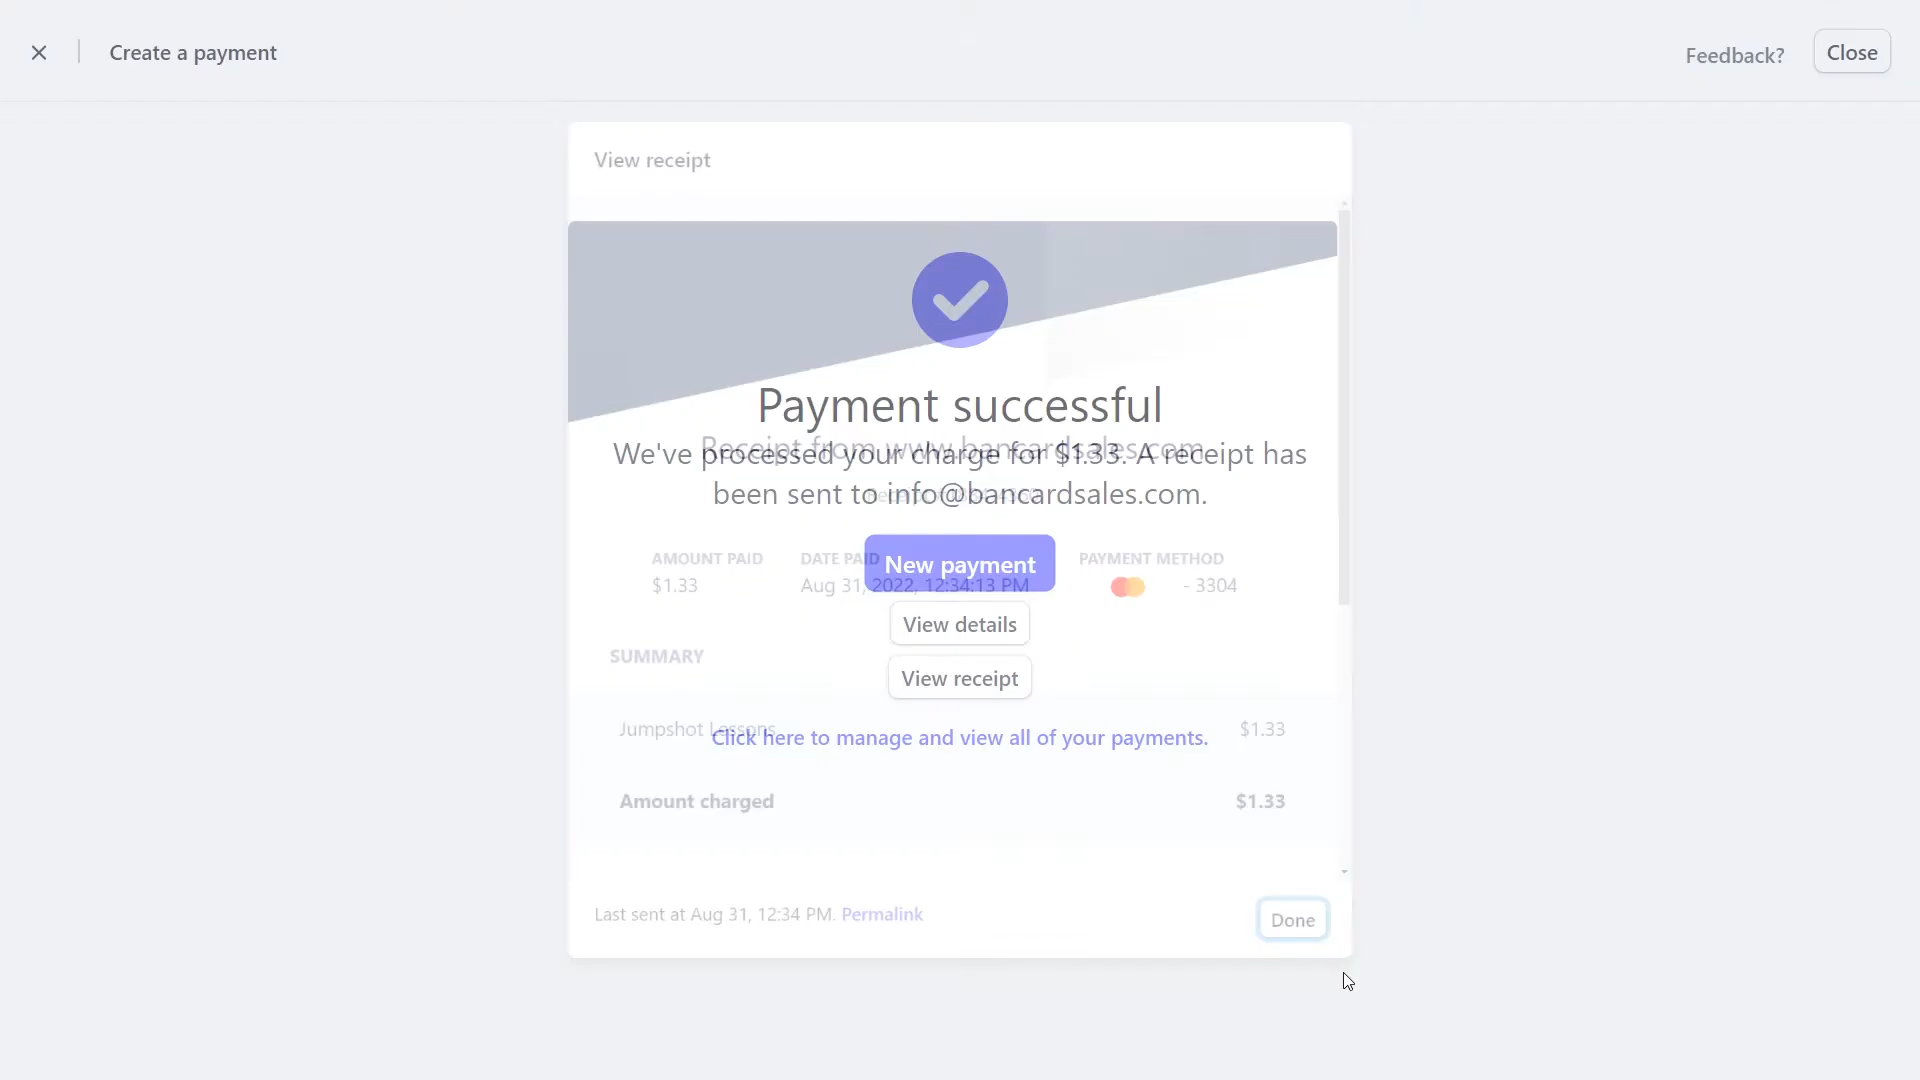 Create a payment
Feedback?
Close
View receipt
Payment successful
Receipt from www.bancardsales.com
We've processed your charge for $1.33. A receipt has
been sent to info@bancardsales.com.
AMOUNT PAID
DATE PAID
PAYMENT METHOD
New payment
$1.33
Aug 31, 2022, 12:34:13 PM
- 3304
View details
SUMMARY
View receipt
Jumpshot Lessons
$1.33
Click here to manage and view all of your payments.
Amount charged
$1.33
Last sent at Aug 31, 12:34 PM. Permalink
Done